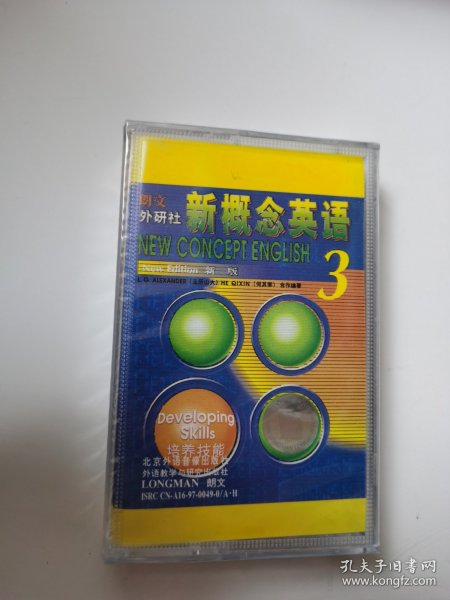 朗文
外研社 新概念英语
NEW CONCEPT ENGLISH
New Edition 新版
3
L. G. ALEXANDER (亚历山大) HE QIXIN (何其莘) 合作编著
Developing
Skills
培养技能
北京外语音像出版社
外语教学与研究出版社
LONGMAN 朗文
ISRC CN-A16-97-0049-0/A·H
孔夫子旧书网
www.kongfz.com